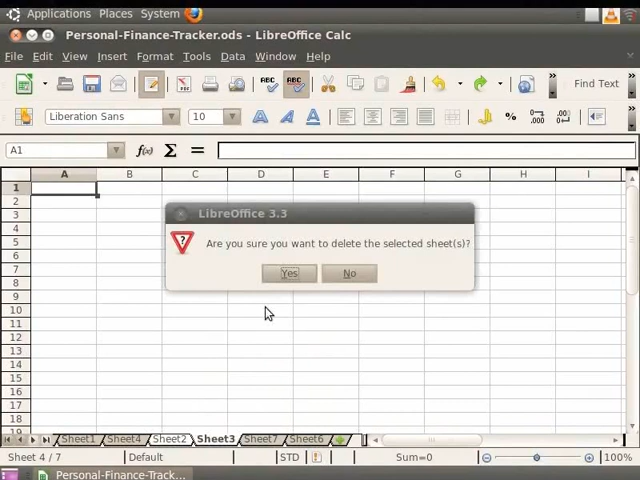 Applications Places System
Personal-Finance-Tracker.ods - LibreOffice Calc
File Edit View Insert Format Tools Data Window Help
ABC ABC Find Text
Liberation Sans 10 %
A1 f(x) Σ =
A B C D E F G H I
1
2
3
4
5
6
7
8
9
10
11
12
13
14
15
16
17
18
19
LibreOffice 3.3
Are you sure you want to delete the selected sheet(s)?
Yes No
Sheet1 Sheet4 Sheet2 Sheet3 Sheet7 Sheet6
Sheet 4 / 7 Default STD Sum=0 100%
Personal-Finance-Track...